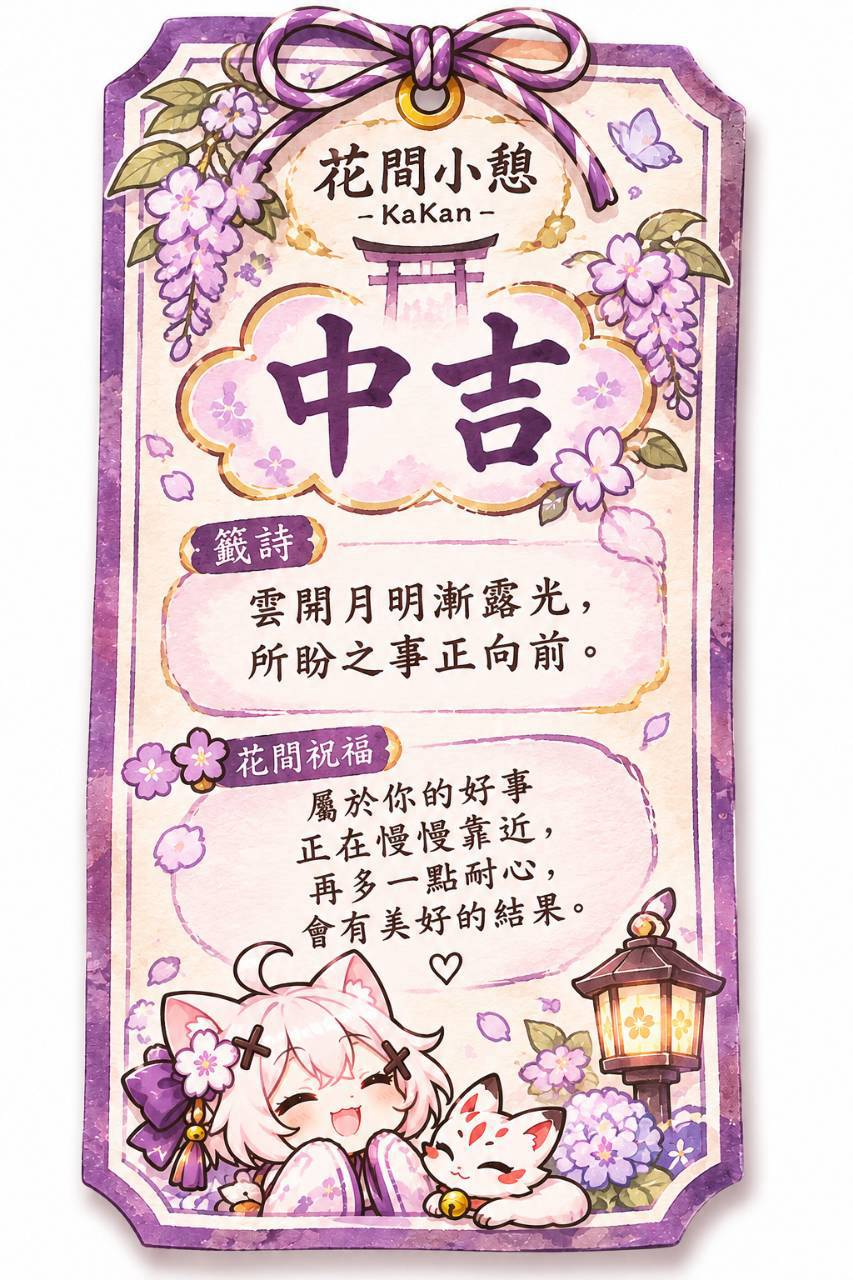 花間小憩
- KaKan -
中吉
籤詩
雲開月明漸露光，
所盼之事正向前。
花間祝福
屬於你的好事
正在慢慢靠近，
再多一點耐心，
會有美好的結果。
♡